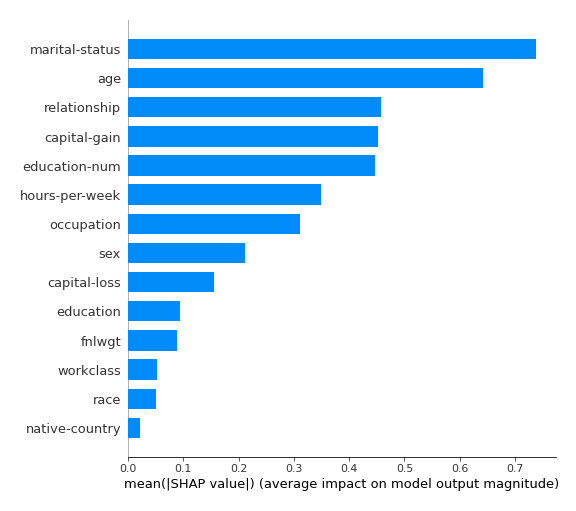 marital-status
age
relationship
capital-gain
education-num
hours-per-week
occupation
sex
capital-loss
education
fnlwgt
workclass
race
native-country
0.0 0.1 0.2 0.3 0.4 0.5 0.6 0.7
mean(|SHAP value|) (average impact on model output magnitude)